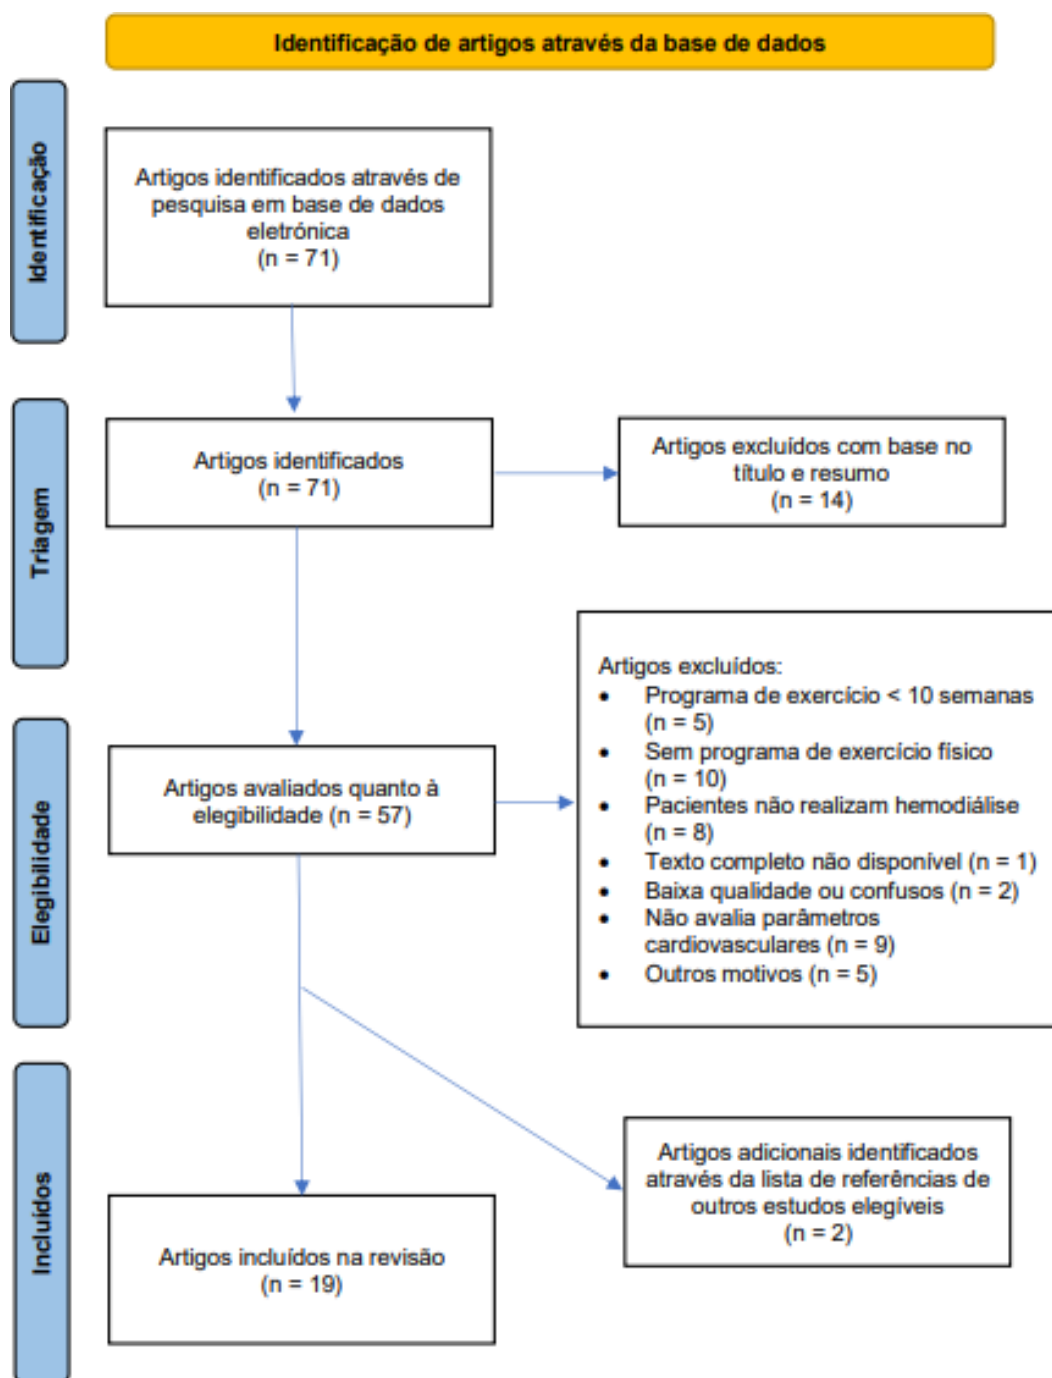 Identificação de artigos através da base de dados
Identificação
Artigos identificados através de
pesquisa em base de dados
eletrónica
(n = 71)
Triagem
Artigos identificados
(n = 71)
Artigos excluídos com base no
título e resumo
(n = 14)
Elegibilidade
Artigos avaliados quanto à
elegibilidade (n = 57)
Artigos excluídos:
• Programa de exercício < 10 semanas
(n = 5)
• Sem programa de exercício físico
(n = 10)
• Pacientes não realizam hemodiálise
(n = 8)
• Texto completo não disponível (n = 1)
• Baixa qualidade ou confusos (n = 2)
• Não avalia parâmetros
cardiovasculares (n = 9)
• Outros motivos (n = 5)
Incluídos
Artigos adicionais identificados
através da lista de referências de
outros estudos elegíveis
(n = 2)
Artigos incluídos na revisão
(n = 19)